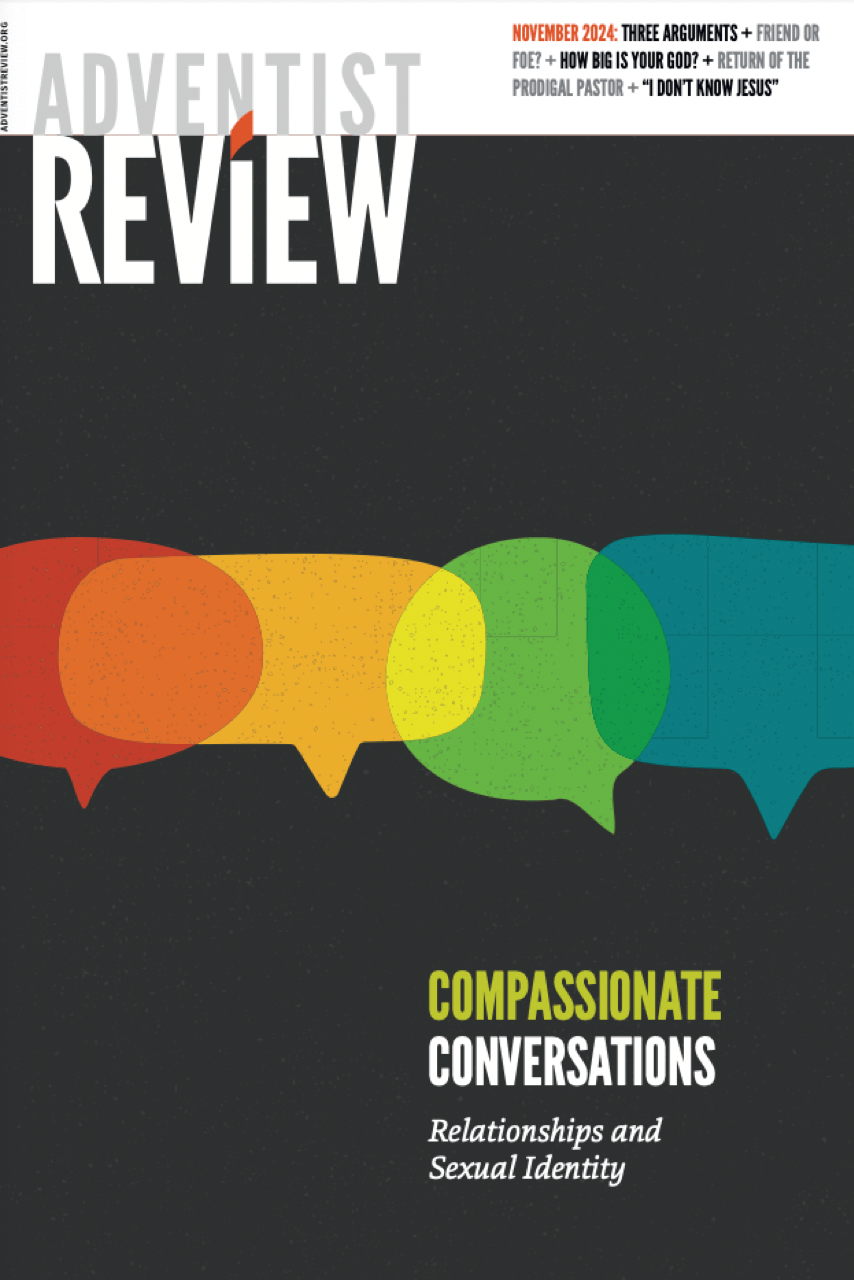 ADVENTISTREVIEW.ORG
NOVEMBER 2024: THREE ARGUMENTS + FRIEND OR
FOE? + HOW BIG IS YOUR GOD? + RETURN OF THE
PRODIGAL PASTOR + “I DON’T KNOW JESUS”
ADVENTIST
REVIEW
COMPASSIONATE
CONVERSATIONS
Relationships and
Sexual Identity